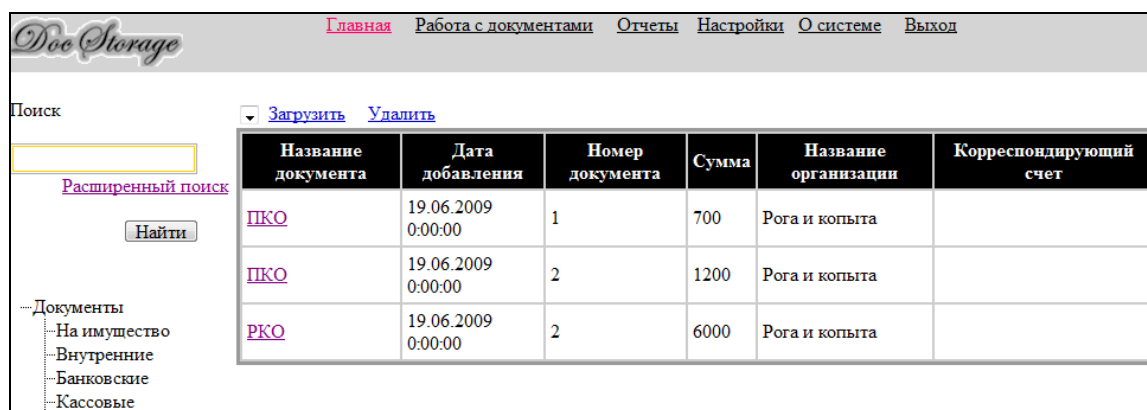 Doc Storage
Главная Работа с документами Отчеты Настройки О системе Выход
Поиск
Расширенный поиск
Найти
Документы
На имущество
Внутренние
Банковские
Кассовые
Загрузить Удалить
Название документа Дата добавления Номер документа Сумма Название организации Корреспондирующий счет
ПКО 19.06.2009 0:00:00 1 700 Рога и копыта
ПКО 19.06.2009 0:00:00 2 1200 Рога и копыта
РКО 19.06.2009 0:00:00 2 6000 Рога и копыта